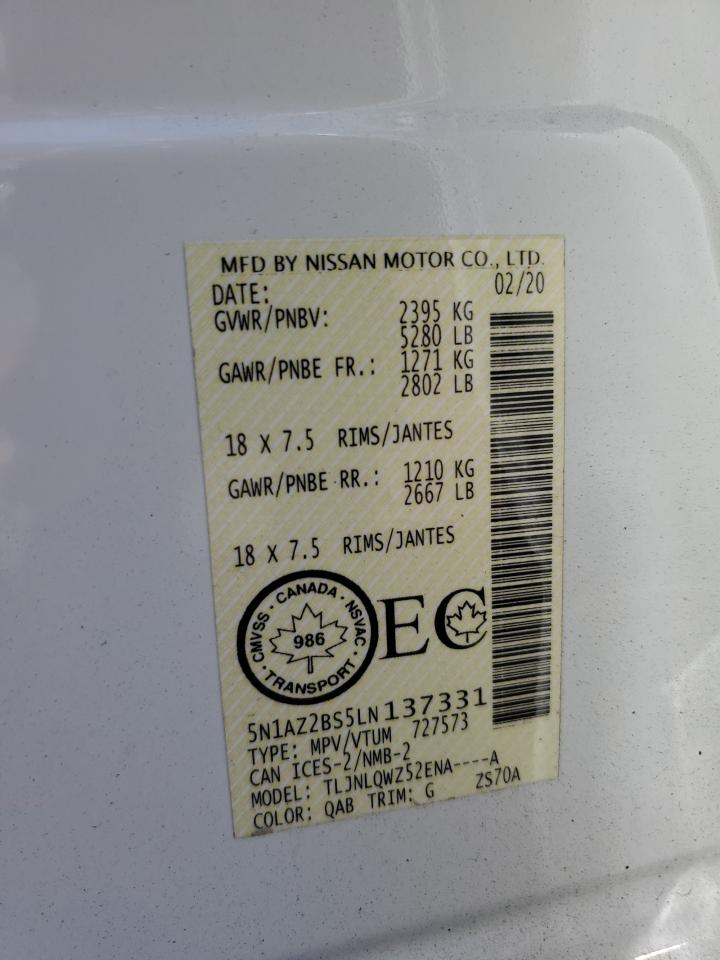 MFD BY NISSAN MOTOR CO., LTD.
DATE: 02/20
GVWR/PNBV: 2395 KG
5280 LB
GAWR/PNBE FR.: 1271 KG
2802 LB
18 X 7.5 RIMS/JANTES
GAWR/PNBE RR.: 1210 KG
2667 LB
18 X 7.5 RIMS/JANTES
CMVSS · CANADA · NSVAC · TRANSPORT ·
986
EC
5N1AZ2BS5LN137331
TYPE: MPV/VTUM 727573
CAN ICES-2/NMB-2
MODEL: TLJNLQWZ52ENA----A
COLOR: QAB TRIM: G ZS70A